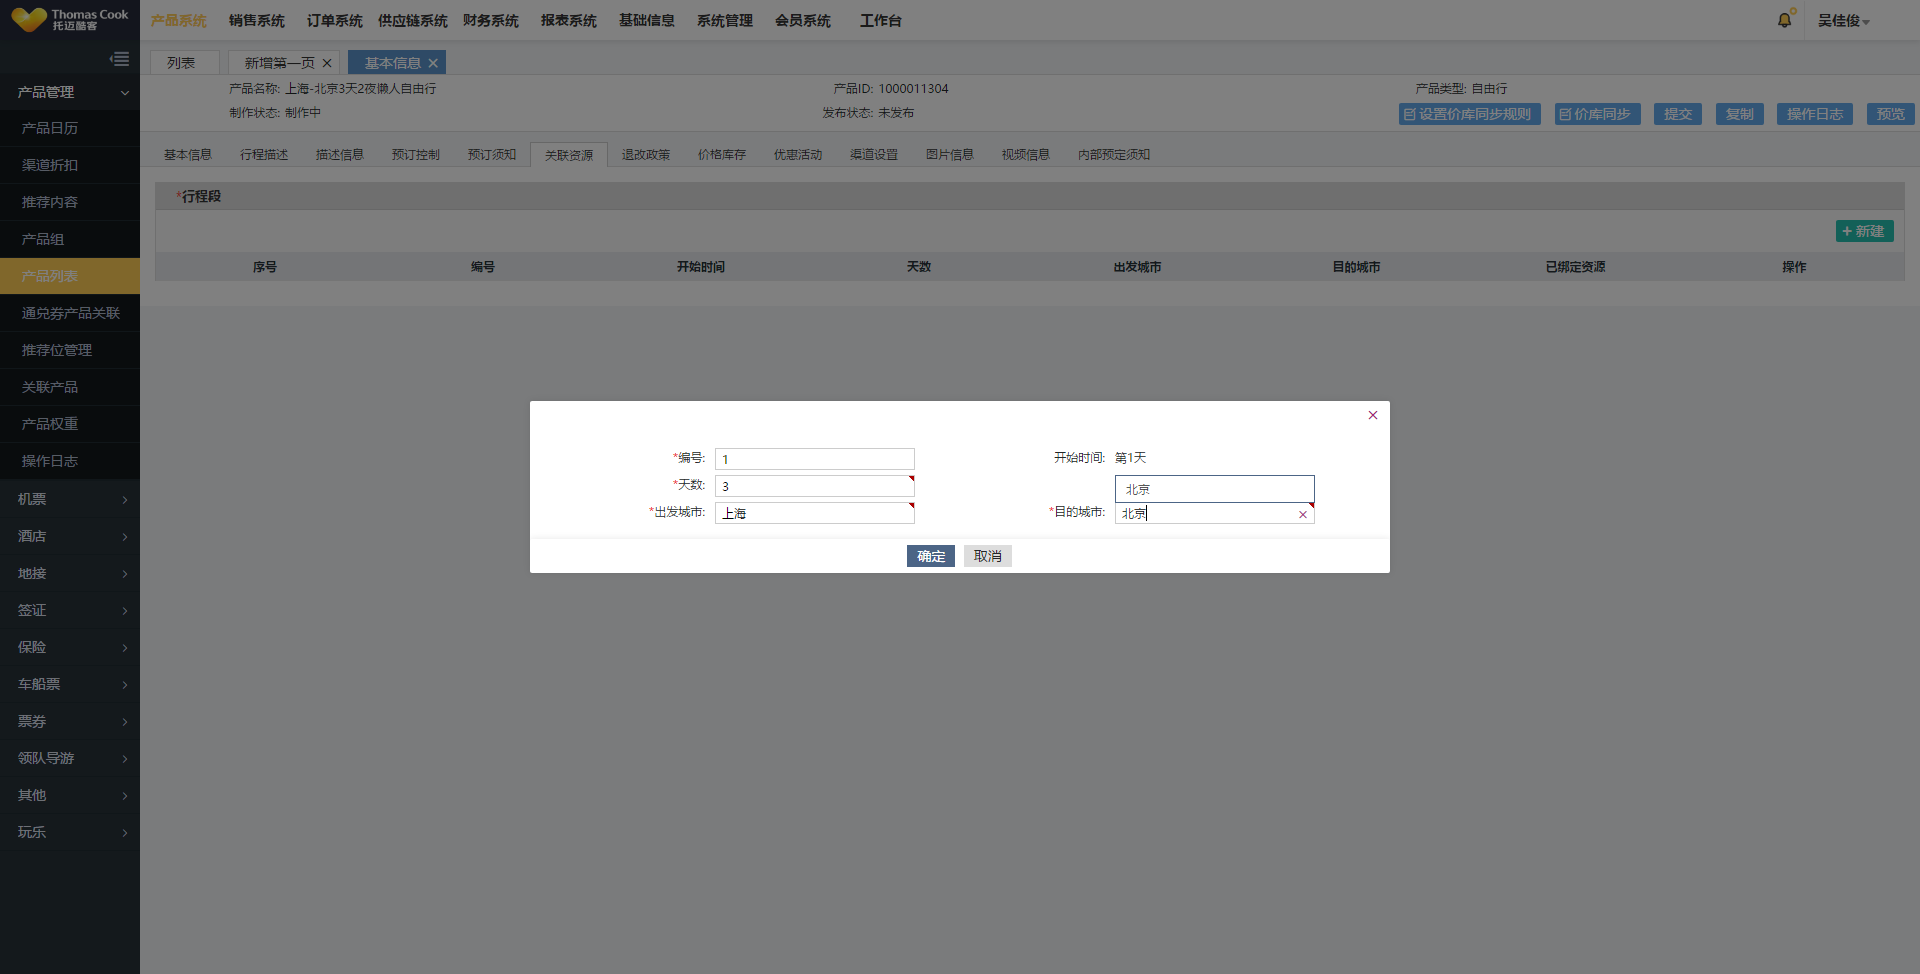 Thomas Cook
托迈酷客
产品系统 销售系统 订单系统 供应链系统 财务系统 报表系统 基础信息 系统管理 会员系统 工作台 吴佳俊
列表 新增第一页 基本信息
产品名称: 上海-北京3天2夜懒人自由行 产品ID: 1000011304 产品类型: 自由行
制作状态: 制作中 发布状态: 未发布
设置价库同步规则 价库同步 提交 复制 操作日志 预览
基本信息 行程描述 描述信息 预订控制 预订须知 关联资源 退改政策 价格库存 优惠活动 渠道设置 图片信息 视频信息 内部预定须知
*行程段
+ 新建
序号 编号 开始时间 天数 出发城市 目的城市 已绑定资源 操作
产品管理
产品日历
渠道折扣
推荐内容
产品组
产品列表
通兑券产品关联
推荐位管理
关联产品
产品权重
操作日志
机票
酒店
地接
签证
保险
车船票
票券
领队导游
其他
玩乐
*编号: 1 开始时间: 第1天
*天数: 3 北京
*出发城市: 上海 *目的城市: 北京
确定 取消